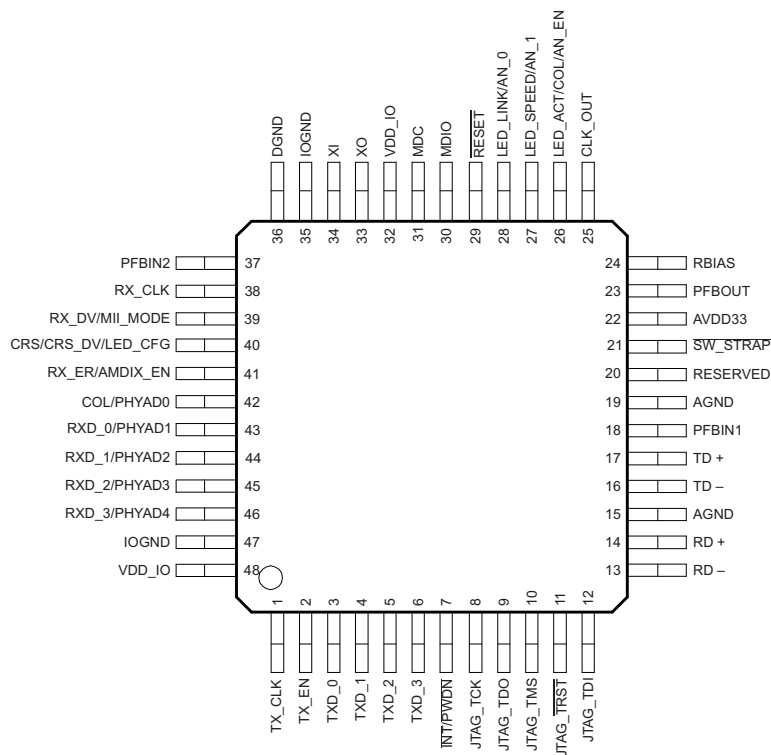 DGND
IOGND
XI
XO
VDD_IO
MDC
MDIO
RESET
LED_LINK/AN_0
LED_SPEED/AN_1
LED_ACT/COL/AN_EN
CLK_OUT
36
35
34
33
32
31
30
29
28
27
26
25
PFBIN2 37
RX_CLK 38
RX_DV/MII_MODE 39
CRS/CRS_DV/LED_CFG 40
RX_ER/AMDIX_EN 41
COL/PHYAD0 42
RXD_0/PHYAD1 43
RXD_1/PHYAD2 44
RXD_2/PHYAD3 45
RXD_3/PHYAD4 46
IOGND 47
VDD_IO 48
24 RBIAS
23 PFBOUT
22 AVDD33
21 SW_STRAP
20 RESERVED
19 AGND
18 PFBIN1
17 TD +
16 TD –
15 AGND
14 RD +
13 RD –
1
2
3
4
5
6
7
8
9
10
11
12
TX_CLK
TX_EN
TXD_0
TXD_1
TXD_2
TXD_3
INT/PWDN
JTAG_TCK
JTAG_TDO
JTAG_TMS
JTAG_TRST
JTAG_TDI